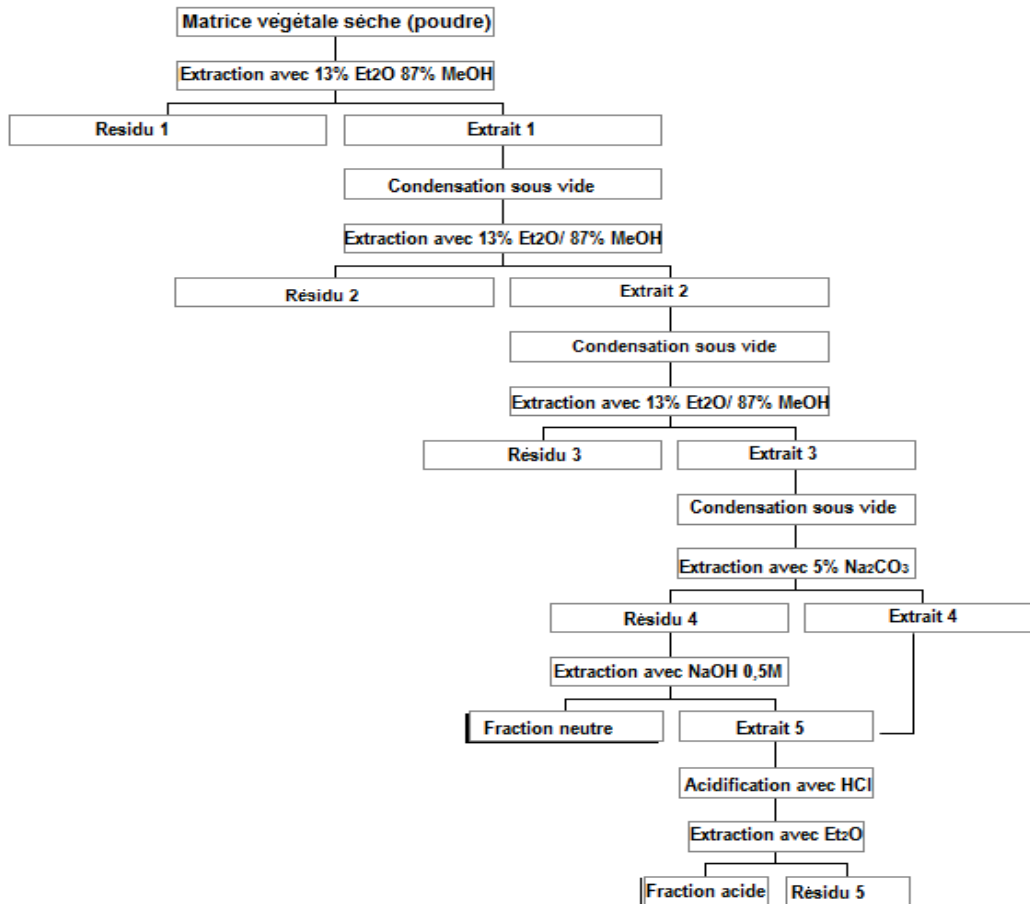 Matrice végétale sèche (poudre)
Extraction avec 13% Et2O 87% MeOH
Residu 1
Extrait 1
Condensation sous vide
Extraction avec 13% Et2O/ 87% MeOH
Résidu 2
Extrait 2
Condensation sous vide
Extraction avec 13% Et2O/ 87% MeOH
Résidu 3
Extrait 3
Condensation sous vide
Extraction avec 5% Na2CO3
Résidu 4
Extrait 4
Extraction avec NaOH 0,5M
Fraction neutre
Extrait 5
Acidification avec HCl
Extraction avec Et2O
Fraction acide
Résidu 5